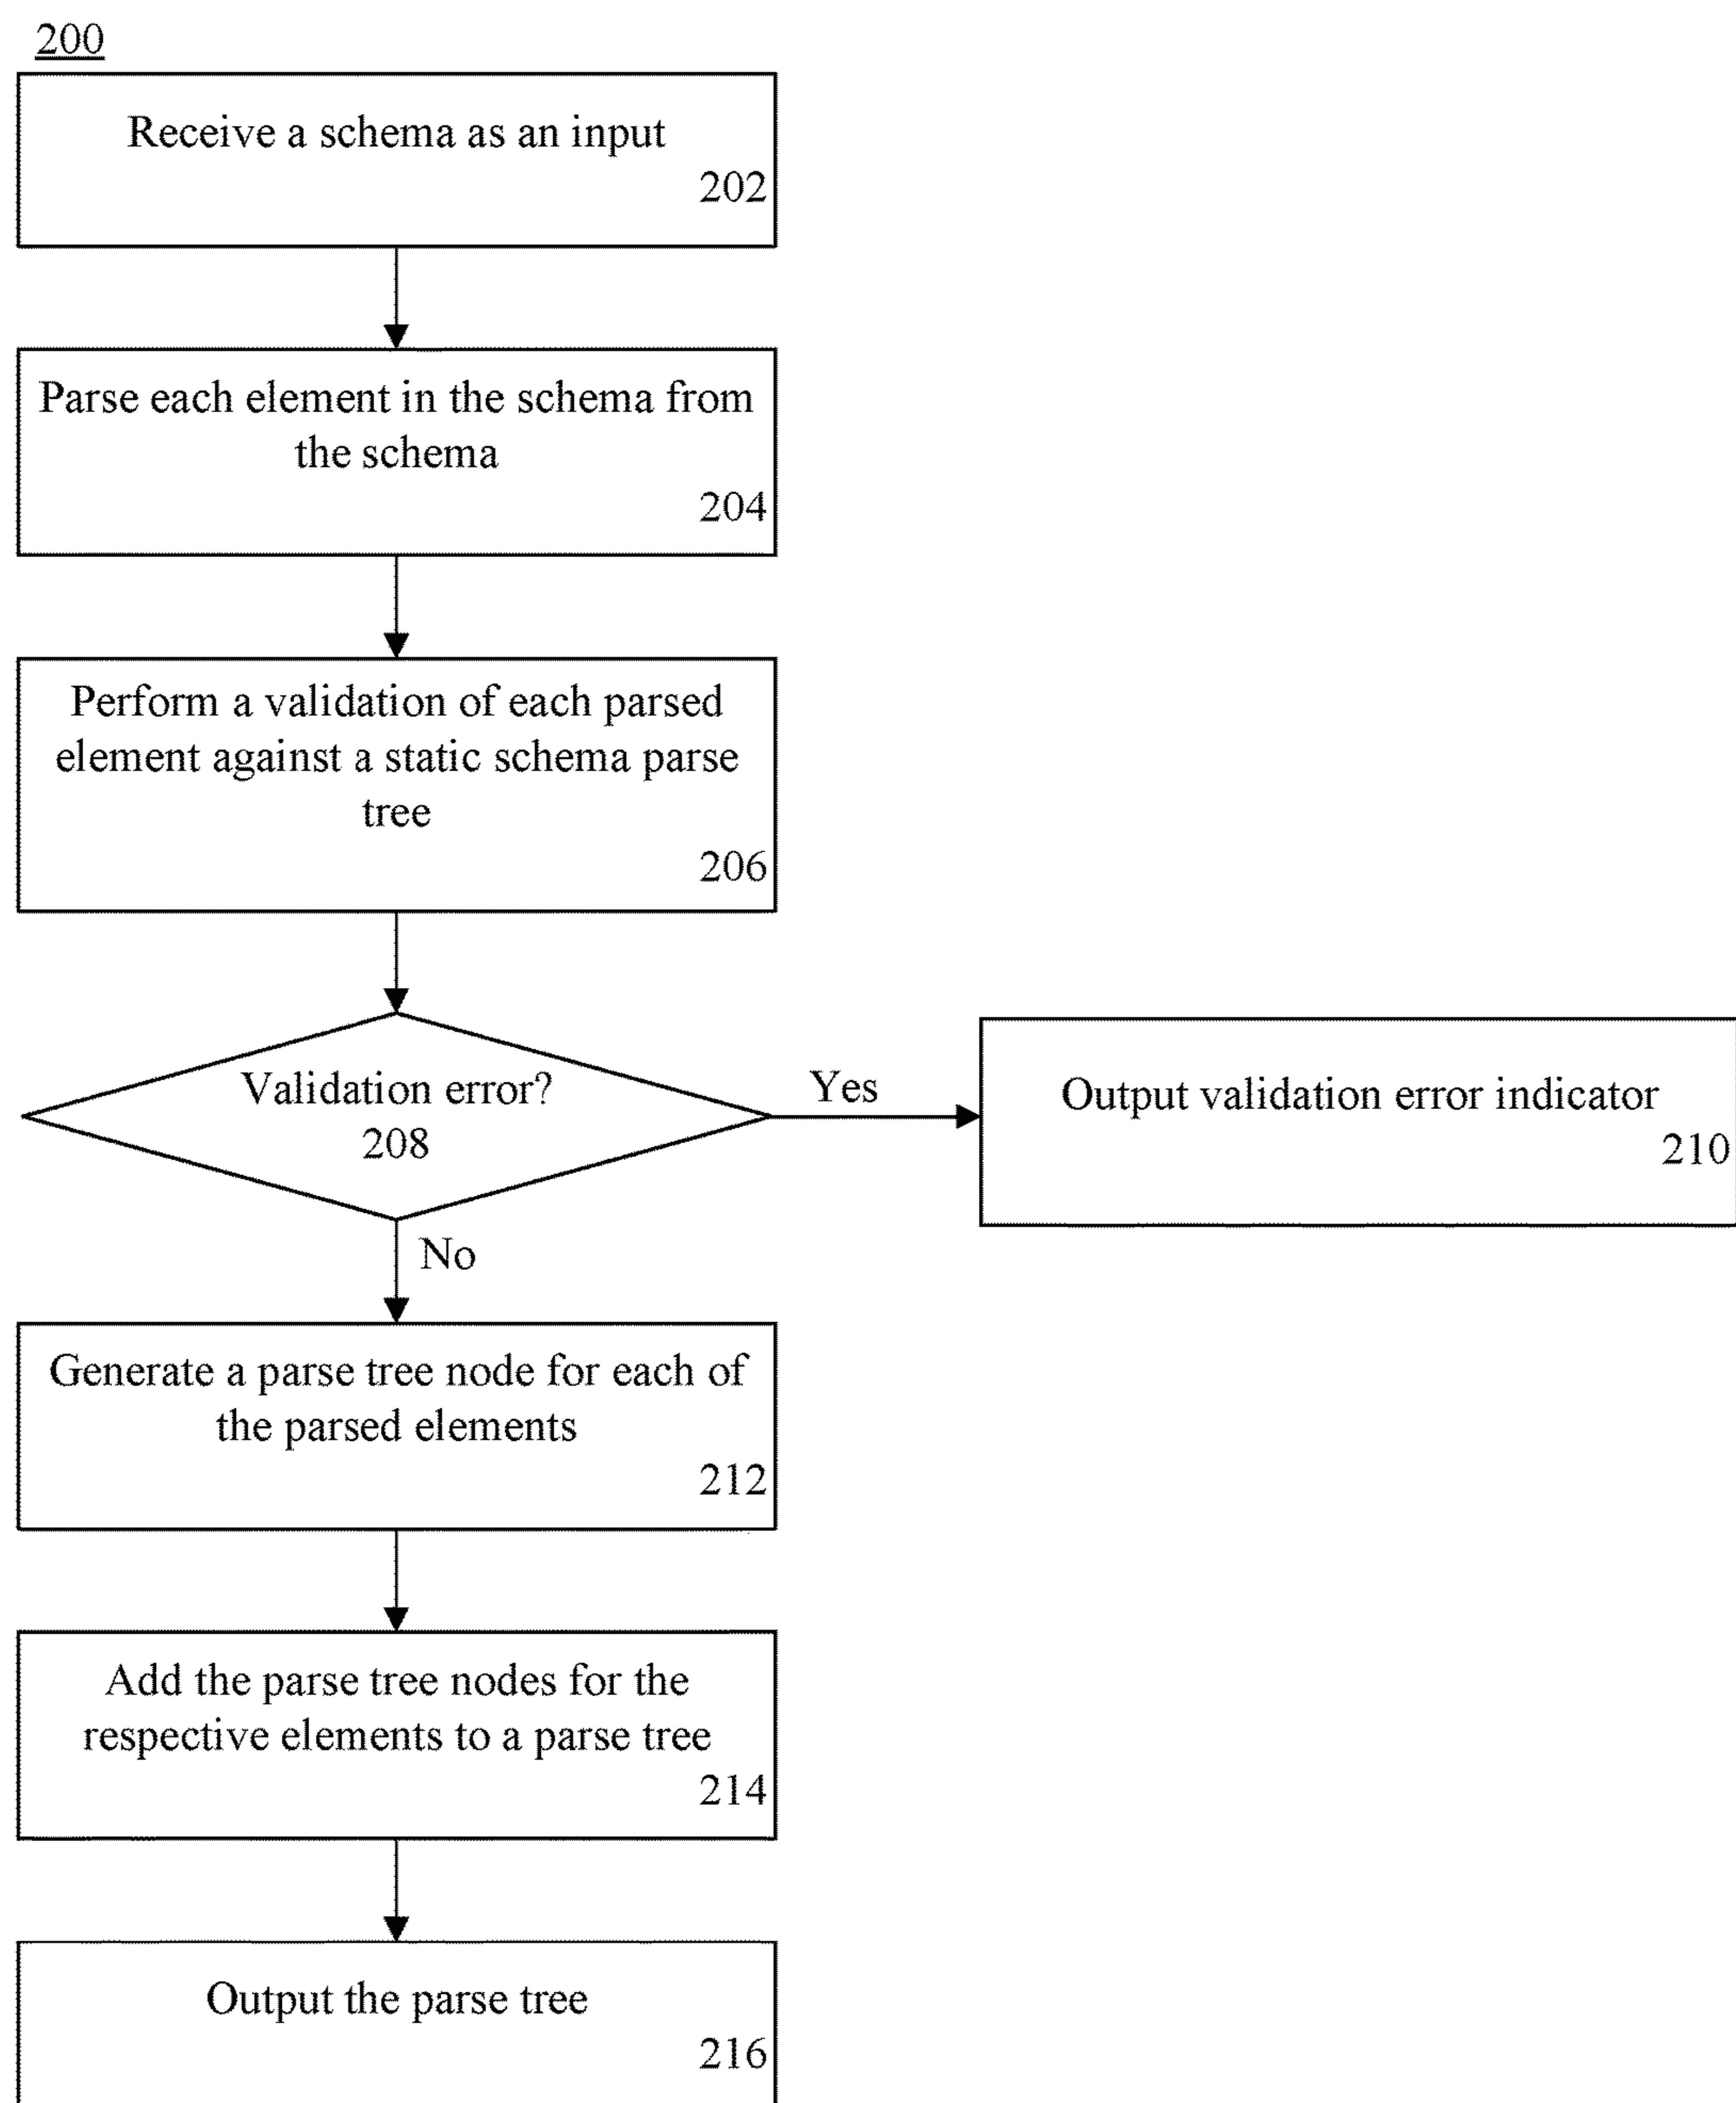 200
Receive a schema as an input
202
Parse each element in the schema from
the schema
204
Perform a validation of each parsed
element against a static schema parse
tree
206
Validation error?
208
Yes
Output validation error indicator
210
No
Generate a parse tree node for each of
the parsed elements
212
Add the parse tree nodes for the
respective elements to a parse tree
214
Output the parse tree
216